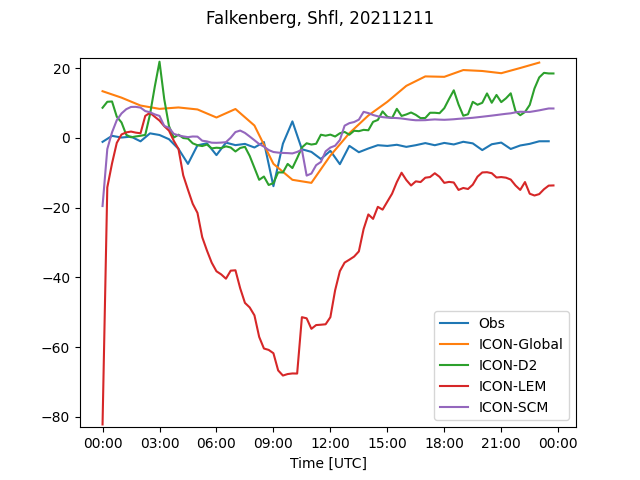 Falkenberg, Shfl, 20211211
20
0
−20
−40
−60
−80
00:00 03:00 06:00 09:00 12:00 15:00 18:00 21:00 00:00
Time [UTC]
Obs
ICON-Global
ICON-D2
ICON-LEM
ICON-SCM